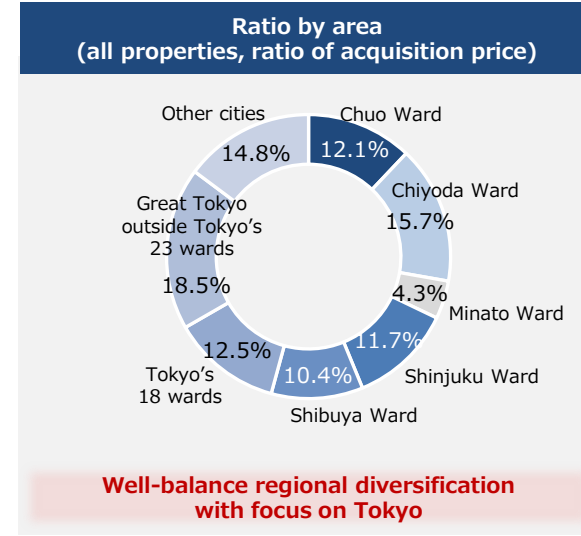 Ratio by area
(all properties, ratio of acquisition price)
Other cities
14.8%
Chuo Ward
12.1%
Chiyoda Ward
15.7%
4.3%
Minato Ward
11.7%
Shinjuku Ward
10.4%
Shibuya Ward
12.5%
Tokyo's
18 wards
Great Tokyo
outside Tokyo's
23 wards
18.5%
Well-balance regional diversification
with focus on Tokyo